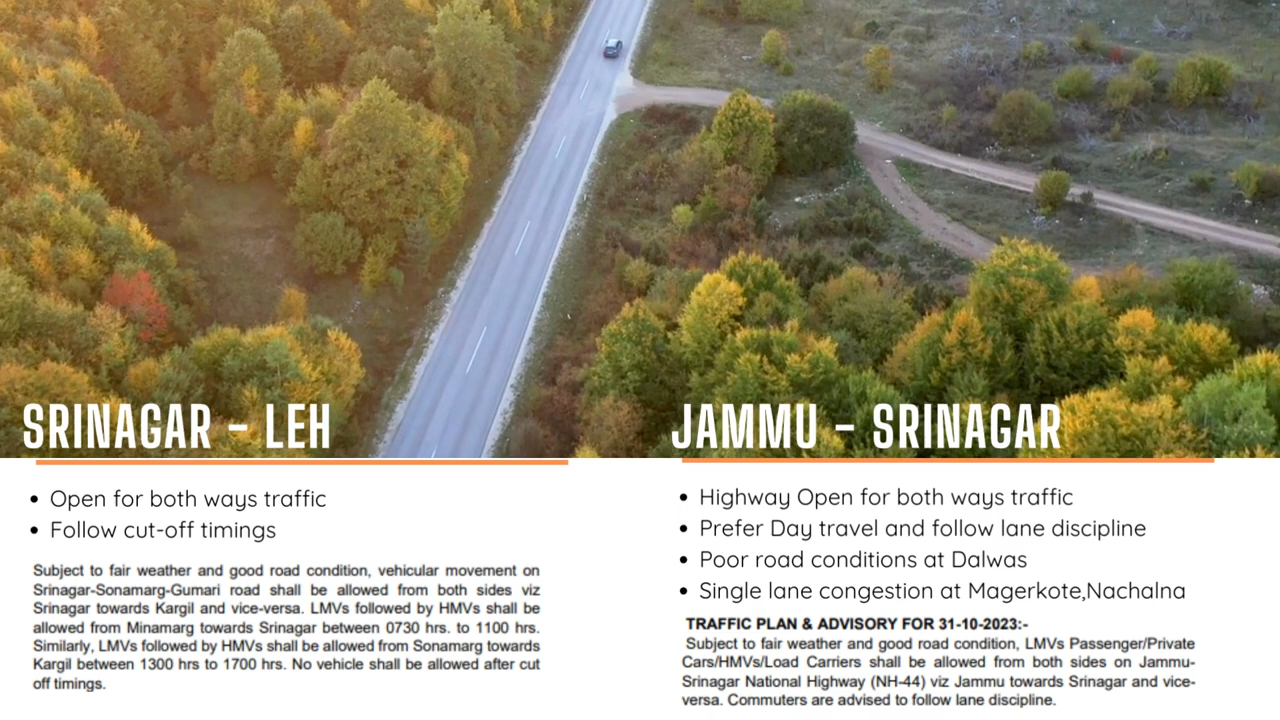 SRINAGAR - LEH
• Open for both ways traffic
• Follow cut-off timings
Subject to fair weather and good road condition, vehicular movement on
Srinagar-Sonamarg-Gumari road shall be allowed from both sides viz
Srinagar towards Kargil and vice-versa. LMVs followed by HMVs shall be
allowed from Minamarg towards Srinagar between 0730 hrs. to 1100 hrs.
Similarly, LMVs followed by HMVs shall be allowed from Sonamarg towards
Kargil between 1300 hrs to 1700 hrs. No vehicle shall be allowed after cut
off timings.
JAMMU - SRINAGAR
• Highway Open for both ways traffic
• Prefer Day travel and follow lane discipline
• Poor road conditions at Dalwas
• Single lane congestion at Magerkote,Nachalna
TRAFFIC PLAN & ADVISORY FOR 31-10-2023:-
Subject to fair weather and good road condition, LMVs Passenger/Private
Cars/HMVs/Load Carriers shall be allowed from both sides on Jammu-
Srinagar National Highway (NH-44) viz Jammu towards Srinagar and vice-
versa. Commuters are advised to follow lane discipline.